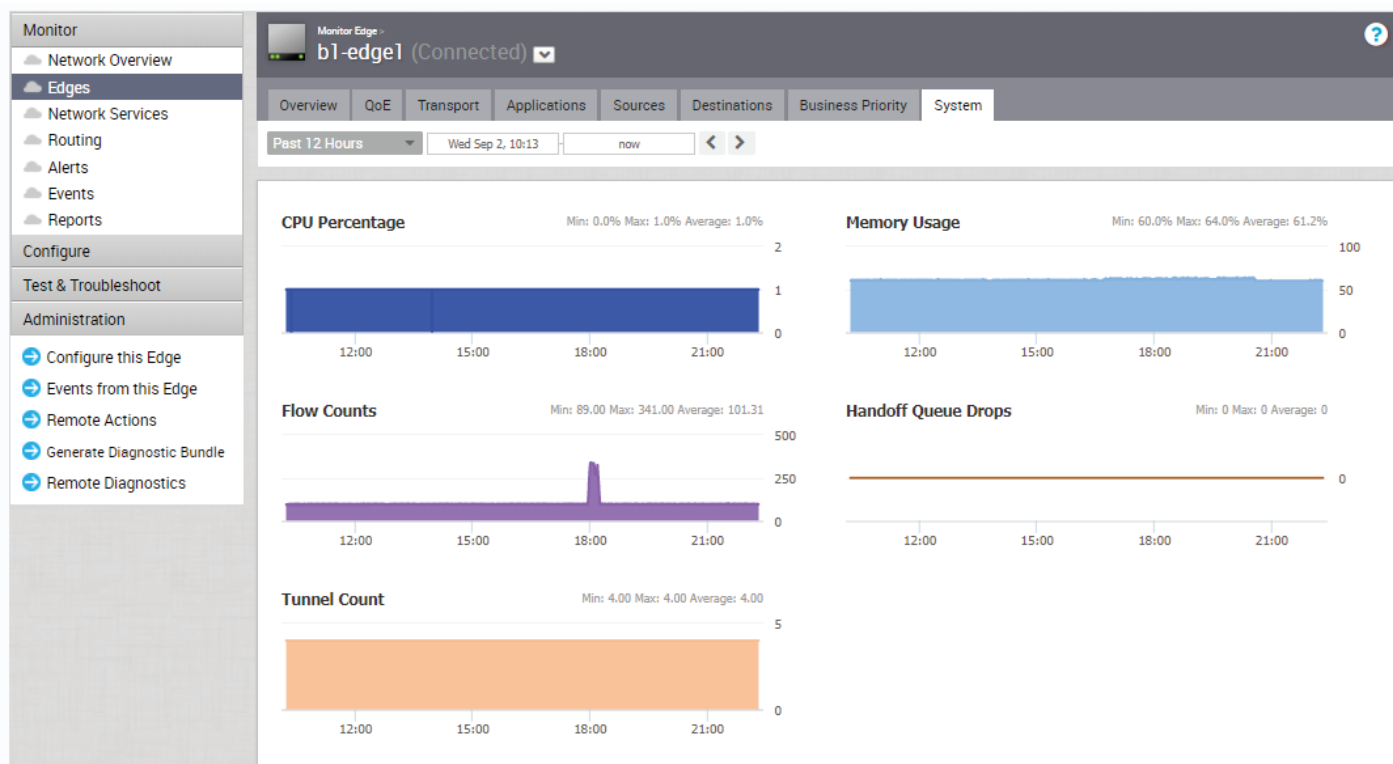 Monitor
Network Overview
Edges
Network Services
Routing
Alerts
Events
Reports
Configure
Test & Troubleshoot
Administration
Configure this Edge
Events from this Edge
Remote Actions
Generate Diagnostic Bundle
Remote Diagnostics
Monitor Edge >
b1-edge1 (Connected)
?
Overview QoE Transport Applications Sources Destinations Business Priority System
Past 12 Hours Wed Sep 2, 10:13 - now
CPU Percentage Min: 0.0% Max: 1.0% Average: 1.0%
2
1
0
12:00 15:00 18:00 21:00
Memory Usage Min: 60.0% Max: 64.0% Average: 61.2%
100
50
0
12:00 15:00 18:00 21:00
Flow Counts Min: 89.00 Max: 341.00 Average: 101.31
500
250
0
12:00 15:00 18:00 21:00
Handoff Queue Drops Min: 0 Max: 0 Average: 0
0
12:00 15:00 18:00 21:00
Tunnel Count Min: 4.00 Max: 4.00 Average: 4.00
5
0
12:00 15:00 18:00 21:00